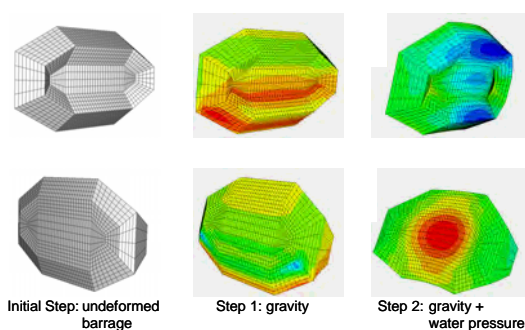 Initial Step: undeformed
barrage
Step 1: gravity
Step 2: gravity +
water pressure